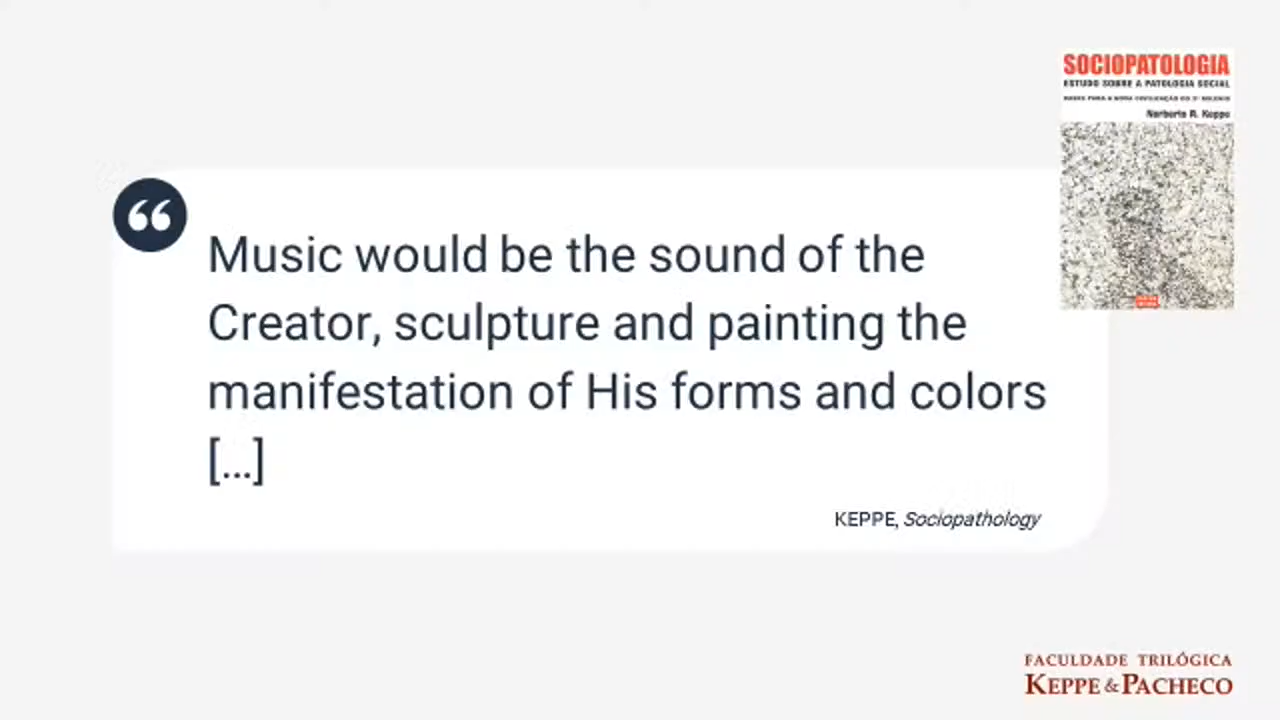 SOCIOPATOLOGIA
ESTUDO SOBRE A PATOLOGIA SOCIAL
Norberto R. Keppe
“
Music would be the sound of the
Creator, sculpture and painting the
manifestation of His forms and colors
[...]
KEPPE, Sociopathology
FACULDADE TRILÓGICA
KEPPE & PACHECO